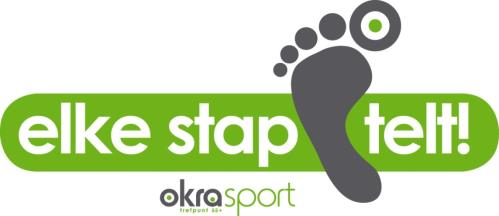 elke stap telt!
okrasport
trefpunt 55+